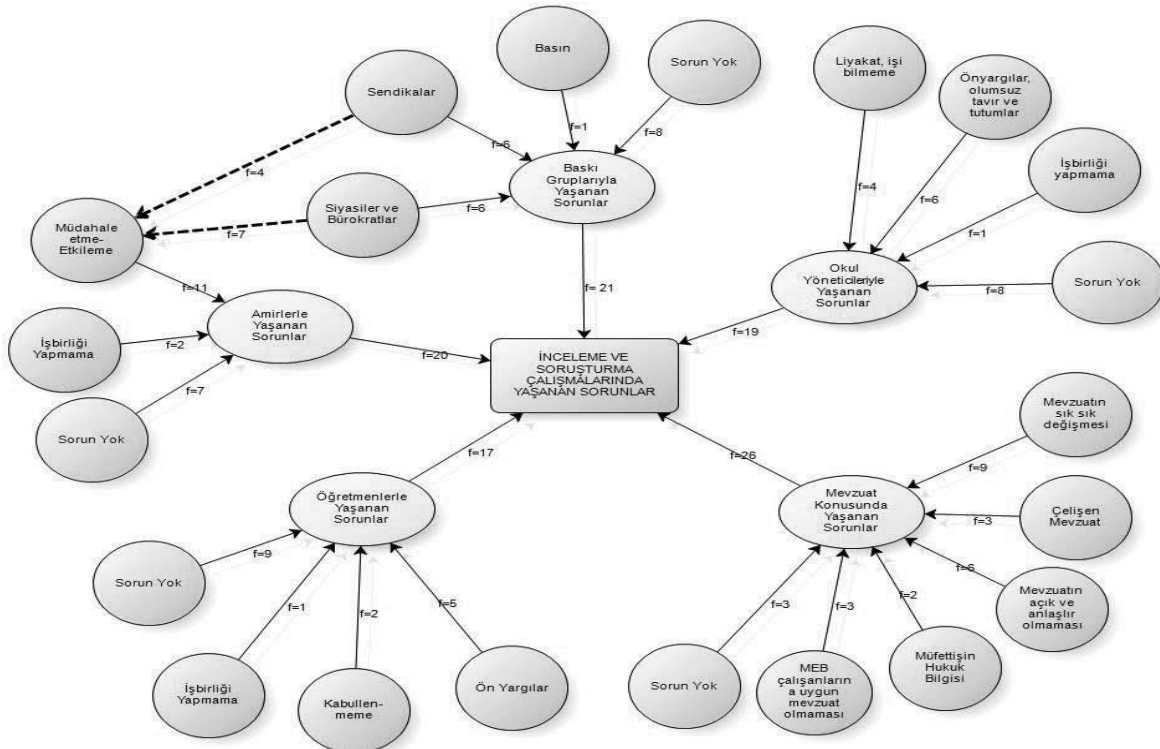 Basın
Sorun Yok
Sendikalar
Liyakat, işi
bilmeme
Önyargılar,
olumsuz
tavır ve
tutumlar
f=1
f=8
f=6
f=4
Baskı
Gruplarıyla
Yaşanan
Sorunlar
İşbirliği
yapmama
f=4
f=6
f=1
Siyasiler ve
Bürokratlar
f=6
f=7
Müdahale
etme-
Etkileme
Okul
Yöneticileriyle
Yaşanan
Sorunlar
f=8
Sorun Yok
f=11
f= 21
f=19
Amirlerle
Yaşanan
Sorunlar
İşbirliği
Yapmama
f=2
f=20
f=7
Sorun Yok
İNCELEME VE
SORUŞTURMA
ÇALIŞMALARINDA
YAŞANAN SORUNLAR
Mevzuatın
sık sık
değişmesi
f=17
f=26
f=9
Öğretmenlerle
Yaşanan
Sorunlar
Mevzuat
Konusunda
Yaşanan
Sorunlar
f=3
Çelişen
Mevzuat
f=9
Sorun Yok
f=1
f=2
f=5
f=3
f=3
f=2
f=6
Mevzuatın
açık ve
anlaşlır
olmaması
İşbirliği
Yapmama
Kabullen-
meme
Ön Yargılar
Sorun Yok
MEB
çalışanların
a uygun
mevzuat
olmaması
Müfettişin
Hukuk
Bilgisi